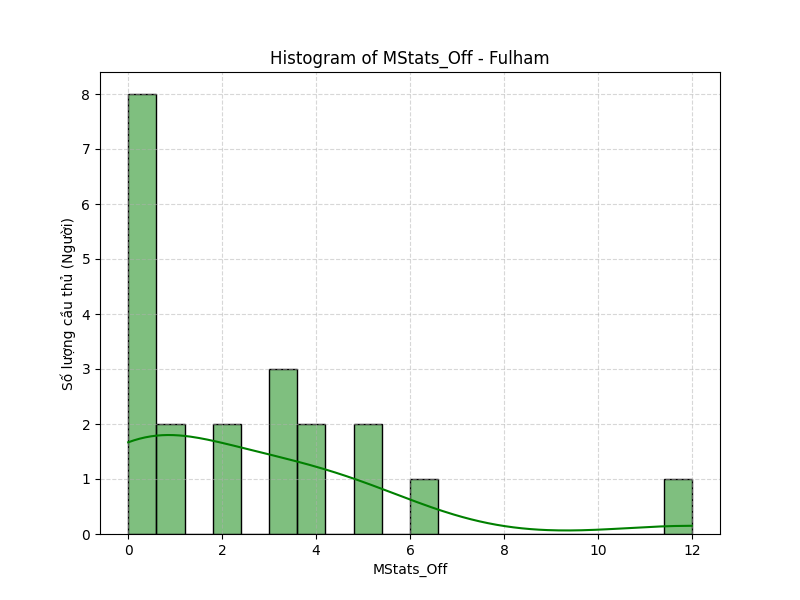 Histogram of MStats_Off - Fulham
Số lượng cầu thủ (Người)
8
7
6
5
4
3
2
1
0
0 2 4 6 8 10 12
MStats_Off